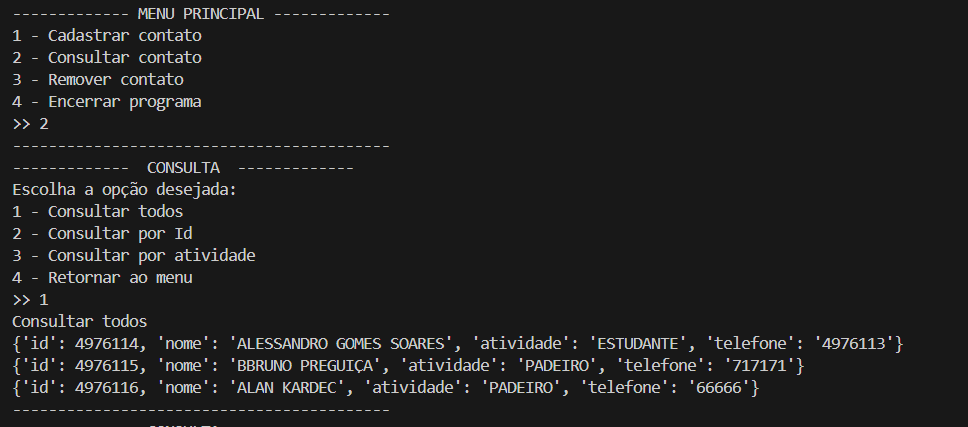 ------------- MENU PRINCIPAL -------------
1 - Cadastrar contato
2 - Consultar contato
3 - Remover contato
4 - Encerrar programa
>> 2
------------------------------------------
-------------  CONSULTA  -------------
Escolha a opção desejada:
1 - Consultar todos
2 - Consultar por Id
3 - Consultar por atividade
4 - Retornar ao menu
>> 1
Consultar todos
{'id': 4976114, 'nome': 'ALESSANDRO GOMES SOARES', 'atividade': 'ESTUDANTE', 'telefone': '4976113'}
{'id': 4976115, 'nome': 'BBRUNO PREGUIÇA', 'atividade': 'PADEIRO', 'telefone': '717171'}
{'id': 4976116, 'nome': 'ALAN KARDEC', 'atividade': 'PADEIRO', 'telefone': '66666'}
------------------------------------------